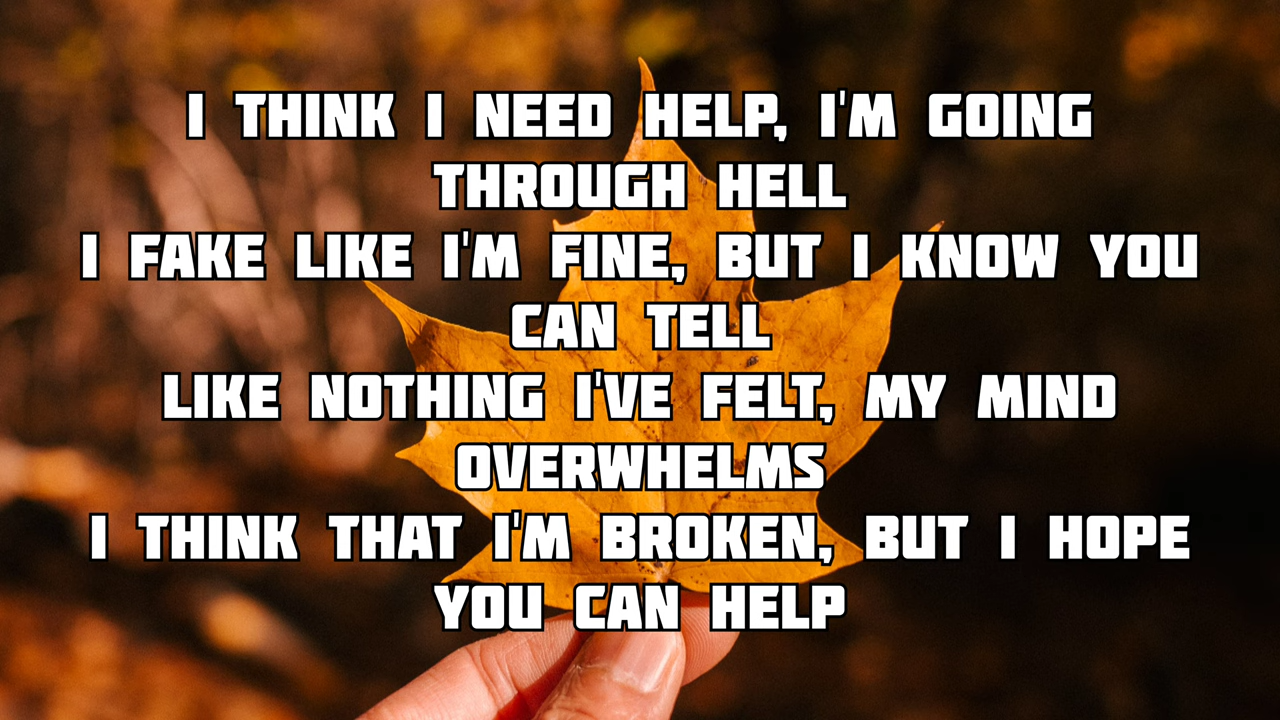 I THINK I NEED HELP, I'M GOING
THROUGH HELL
I FAKE LIKE I'M FINE, BUT I KNOW YOU
CAN TELL
LIKE NOTHING I'VE FELT, MY MIND
OVERWHELMS
I THINK THAT I'M BROKEN, BUT I HOPE
YOU CAN HELP